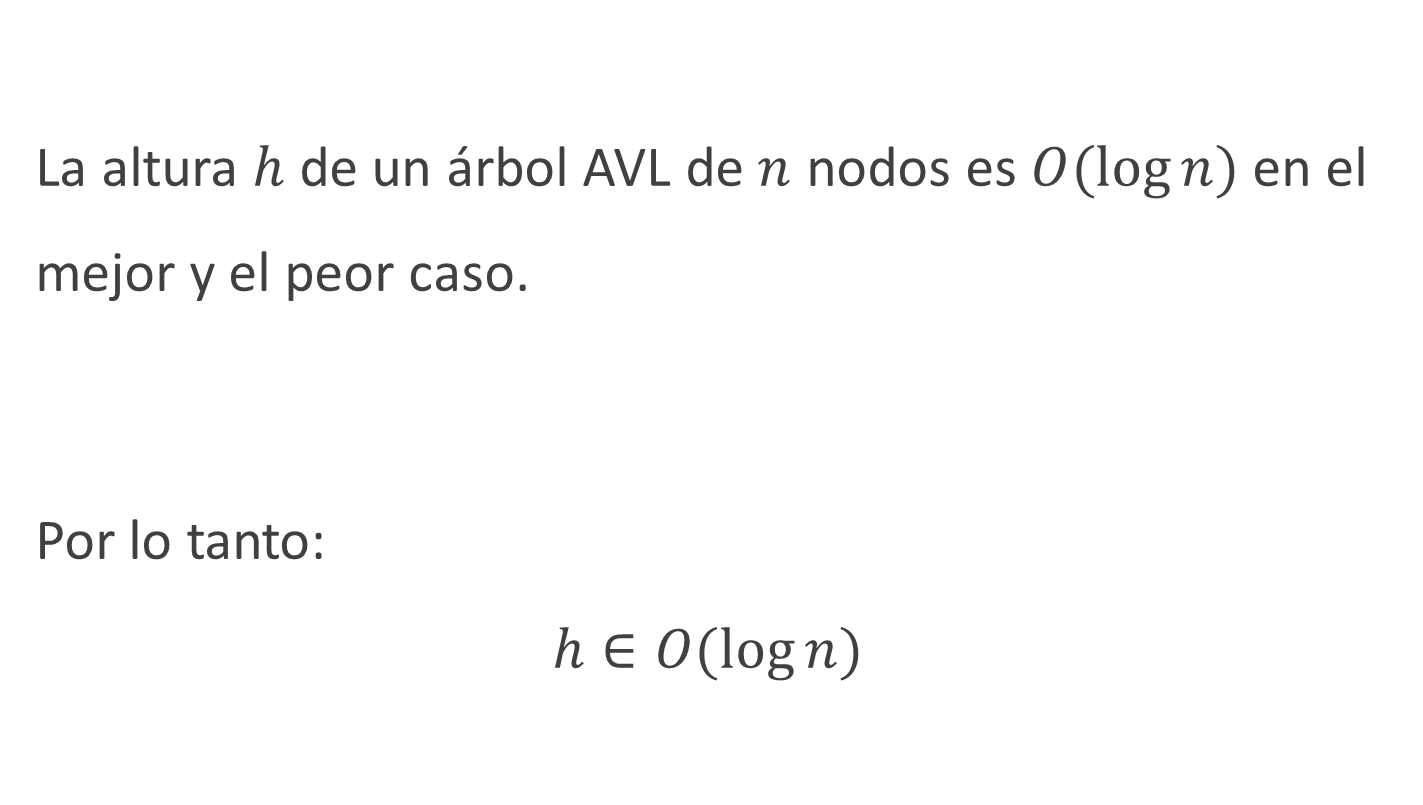 La altura ℎ de un árbol AVL de 𝑛 nodos es 𝑂(log 𝑛) en el
mejor y el peor caso.
Por lo tanto:
ℎ ∈ 𝑂(log 𝑛)